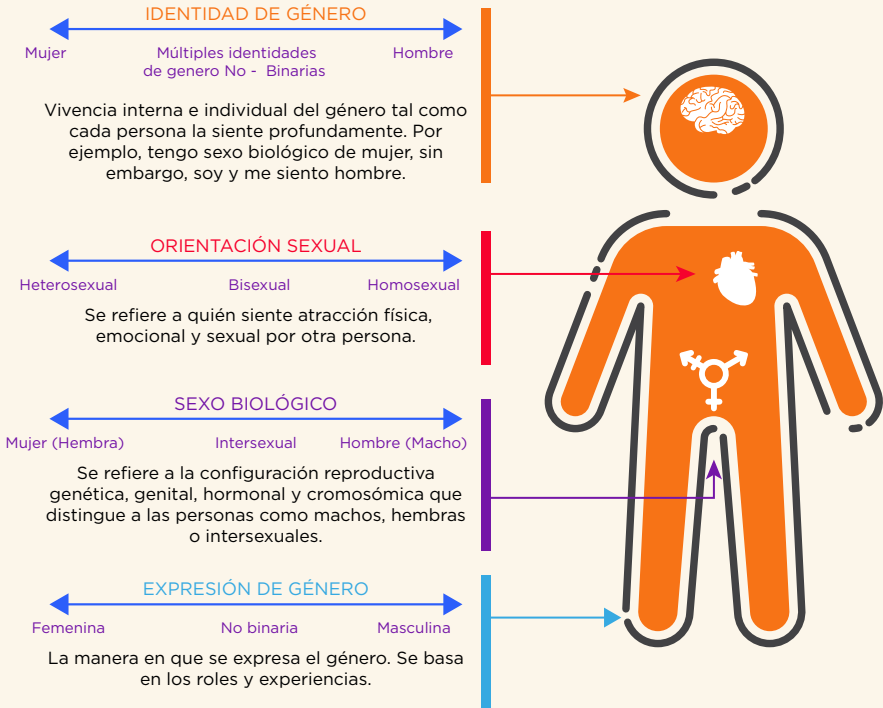 IDENTIDAD DE GÉNERO
Mujer
Múltiples identidades
de genero No - Binarias
Hombre
Vivencia interna e individual del género tal como
cada persona la siente profundamente. Por
ejemplo, tengo sexo biológico de mujer, sin
embargo, soy y me siento hombre.
ORIENTACIÓN SEXUAL
Heterosexual
Bisexual
Homosexual
Se refiere a quién siente atracción física,
emocional y sexual por otra persona.
SEXO BIOLÓGICO
Mujer (Hembra)
Intersexual
Hombre (Macho)
Se refiere a la configuración reproductiva
genética, genital, hormonal y cromosómica que
distingue a las personas como machos, hembras
o intersexuales.
EXPRESIÓN DE GÉNERO
Femenina
No binaria
Masculina
La manera en que se expresa el género. Se basa
en los roles y experiencias.